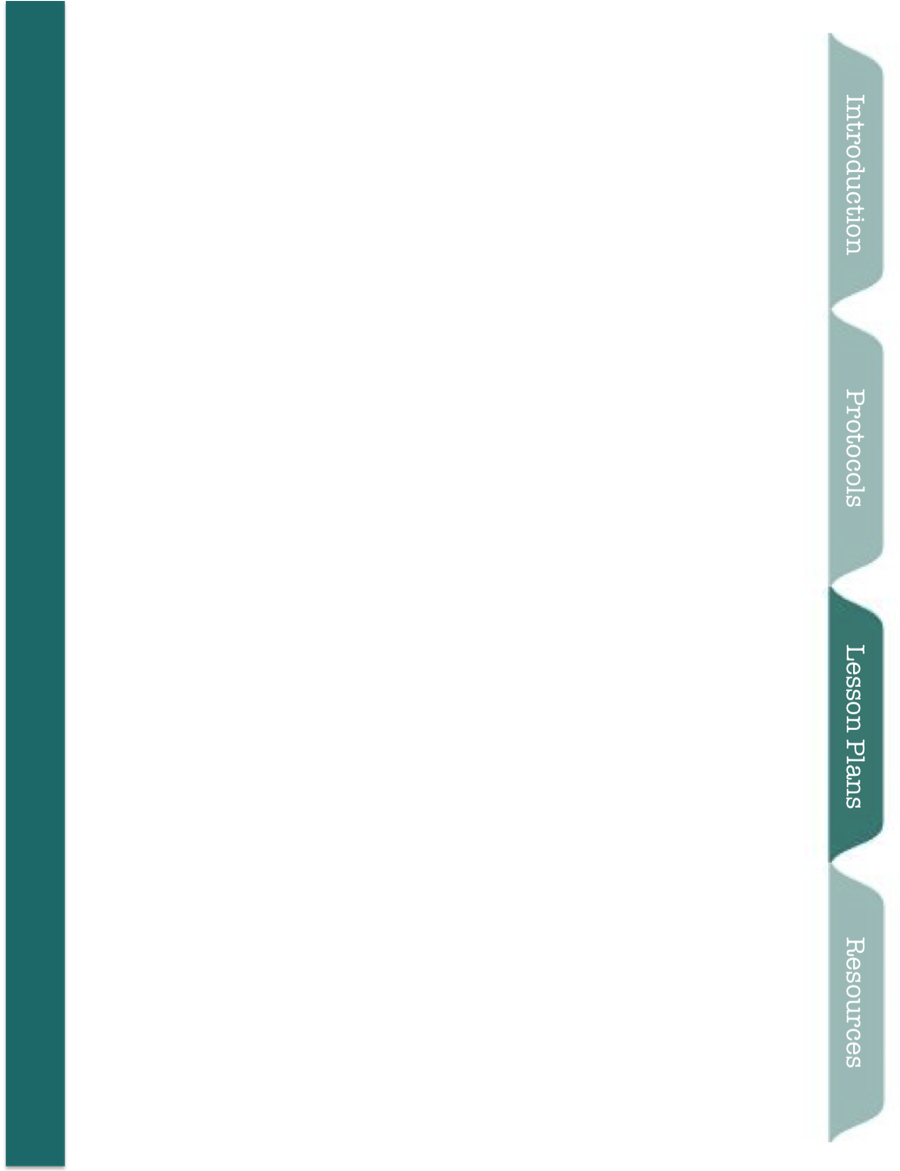 Introduction
Protocols
Lesson Plans
Resources